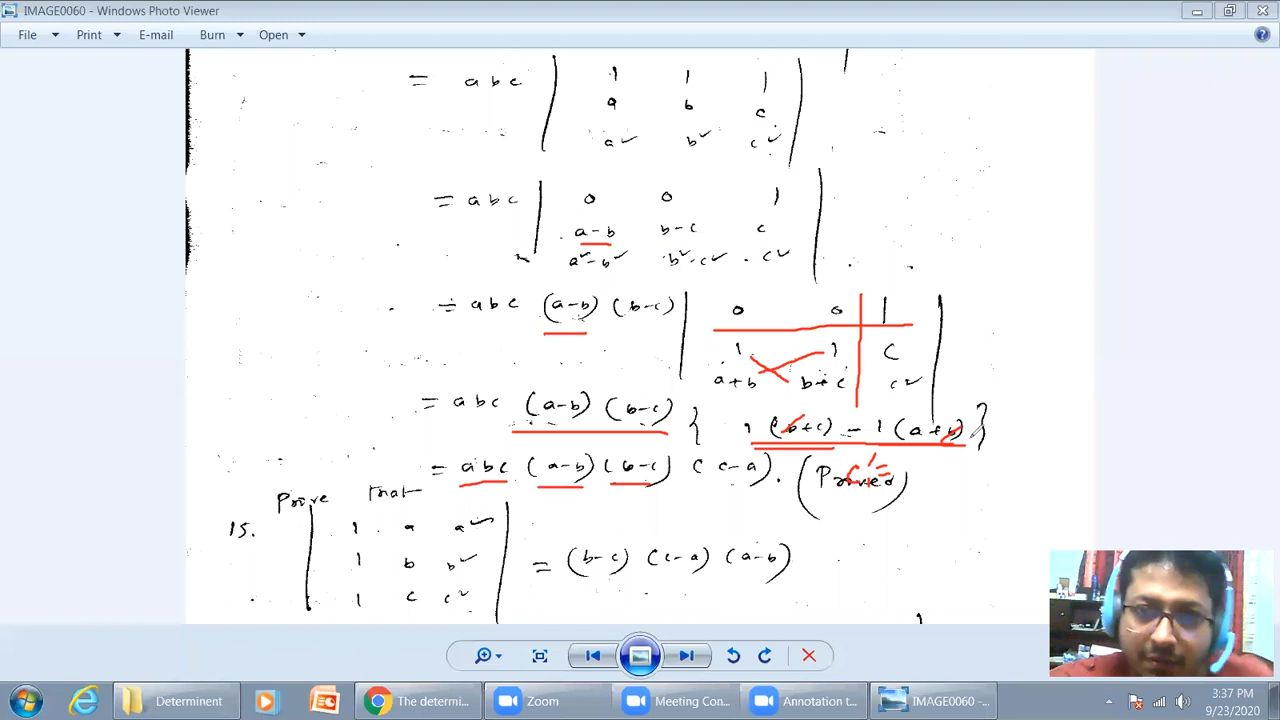 IMAGE0060 - Windows Photo Viewer
File Print E-mail Burn Open
= abc | 1 1 1
a b c
a² b² c² |
= abc | 0 0 1
a-b b-c c
a²-b² b²-c² c² |
= abc (a-b) (b-c) | 0 0 1
1 1 c
a+b b+c c² |
= abc (a-b) (b-c) { 1 (b+c) - 1 (a+b) }
= abc (a-b) (b-c) (c-a). (Proved)
Prove that
15. | 1 a a²
1 b b²
1 c c² | = (b-c) (c-a) (a-b)
Determinent
The determi...
Zoom
Meeting Con...
Annotation t...
IMAGE0060 -...
3:37 PM
9/23/2020